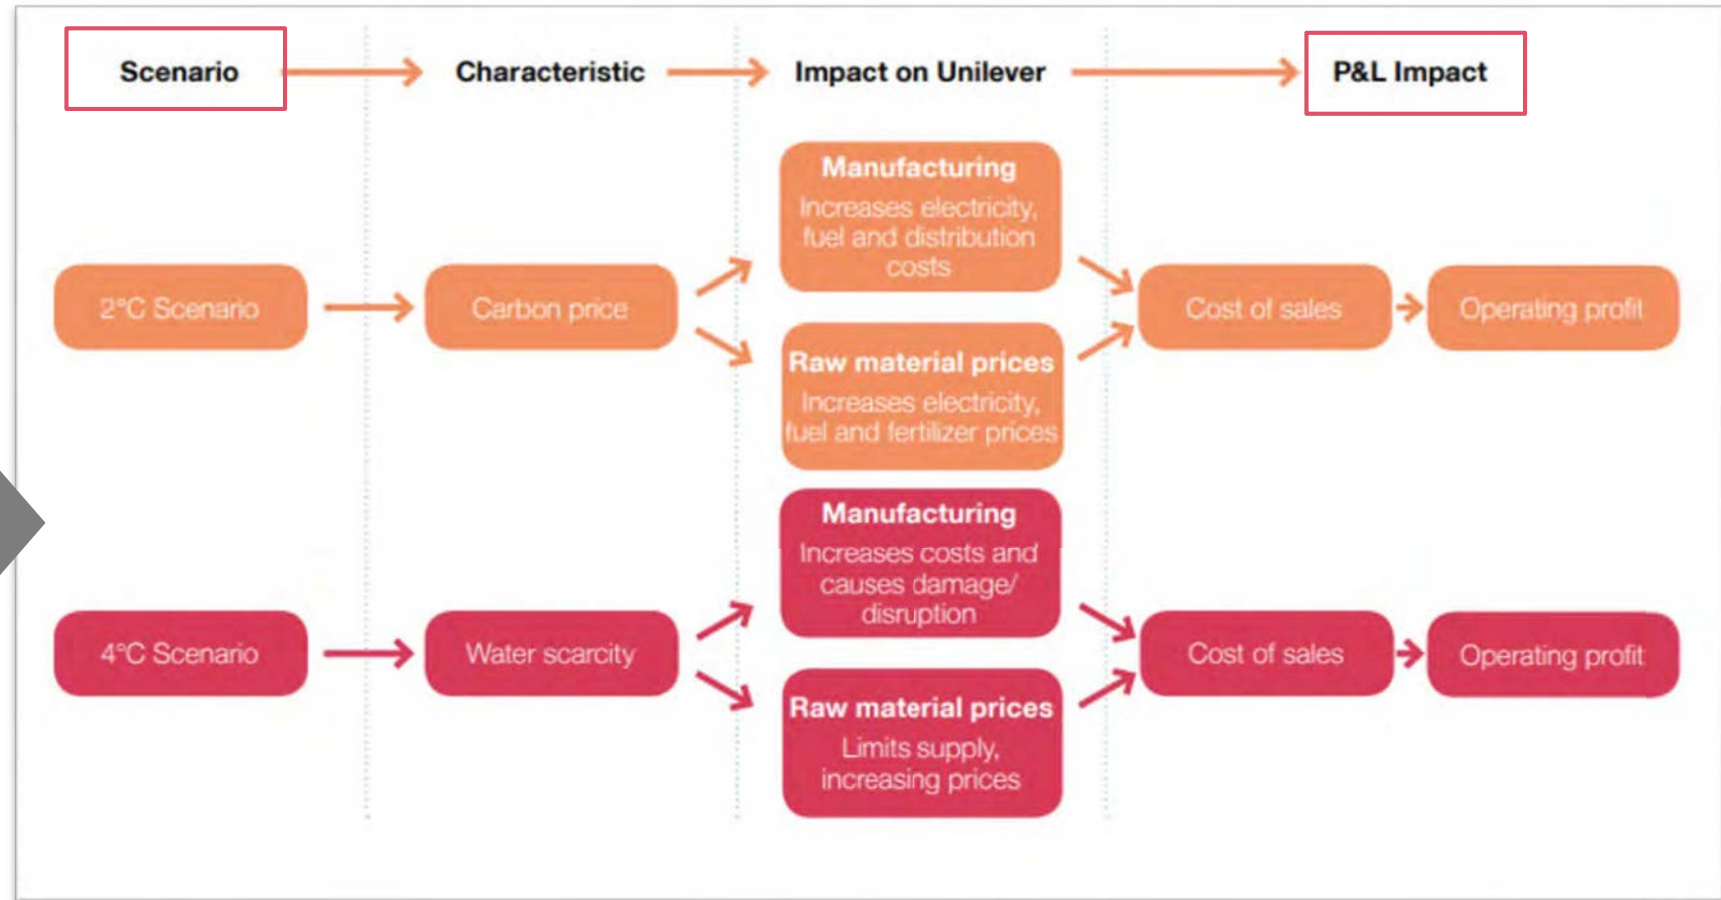 Scenario
Characteristic
Impact on Unilever
P&L Impact
2°C Scenario
Carbon price
Manufacturing
Increases electricity,
fuel and distribution
costs
Raw material prices
Increases electricity,
fuel and fertilizer prices
Cost of sales
Operating profit
4°C Scenario
Water scarcity
Manufacturing
Increases costs and
causes damage/
disruption
Raw material prices
Limits supply,
increasing prices
Cost of sales
Operating profit